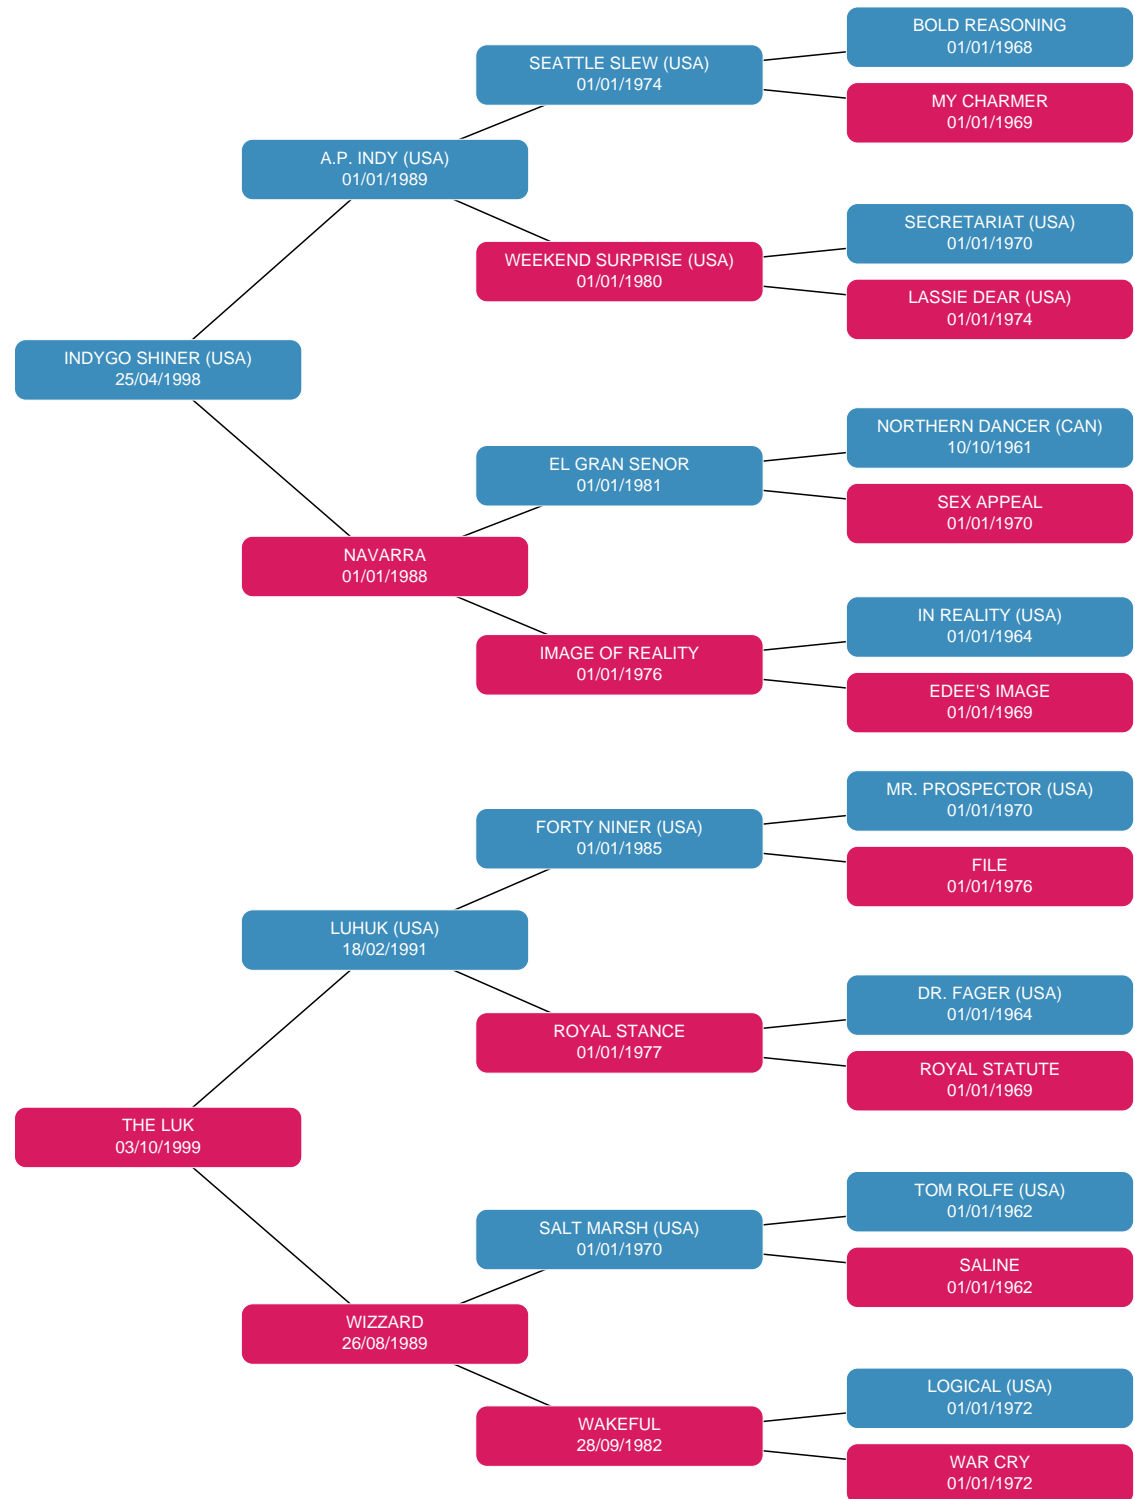 BOLD REASONING
01/01/1968
SEATTLE SLEW (USA)
01/01/1974
MY CHARMER
01/01/1969
A.P. INDY (USA)
01/01/1989
SECRETARIAT (USA)
01/01/1970
WEEKEND SURPRISE (USA)
01/01/1980
LASSIE DEAR (USA)
01/01/1974
INDYGO SHINER (USA)
25/04/1998
NORTHERN DANCER (CAN)
10/10/1961
EL GRAN SENOR
01/01/1981
SEX APPEAL
01/01/1970
NAVARRA
01/01/1988
IN REALITY (USA)
01/01/1964
IMAGE OF REALITY
01/01/1976
EDEE'S IMAGE
01/01/1969
MR. PROSPECTOR (USA)
01/01/1970
FORTY NINER (USA)
01/01/1985
FILE
01/01/1976
LUHUK (USA)
18/02/1991
DR. FAGER (USA)
01/01/1964
ROYAL STANCE
01/01/1977
ROYAL STATUTE
01/01/1969
THE LUK
03/10/1999
TOM ROLFE (USA)
01/01/1962
SALT MARSH (USA)
01/01/1970
SALINE
01/01/1962
WIZZARD
26/08/1989
LOGICAL (USA)
01/01/1972
WAKEFUL
28/09/1982
WAR CRY
01/01/1972